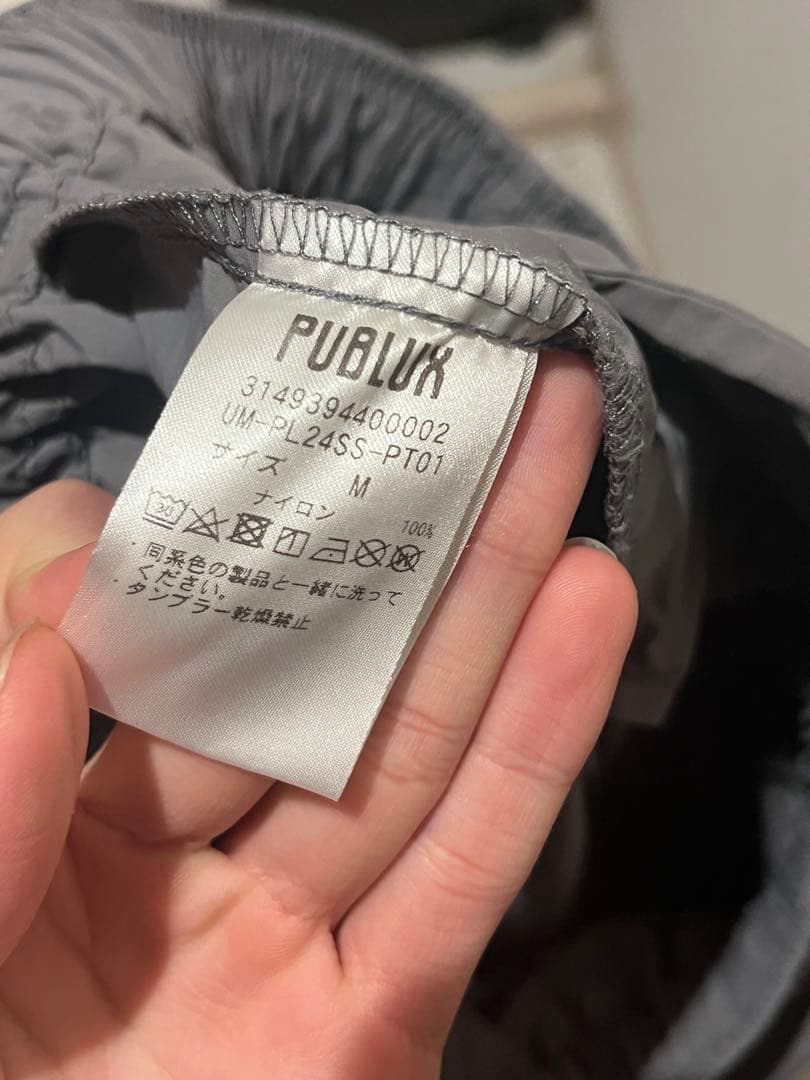 PUBLUX
3149394400002
UM-PL24SS-PT01
サイズ M
ナイロン 100%
・同系色の製品と一緒に洗って
ください。
・タンブラー乾燥禁止